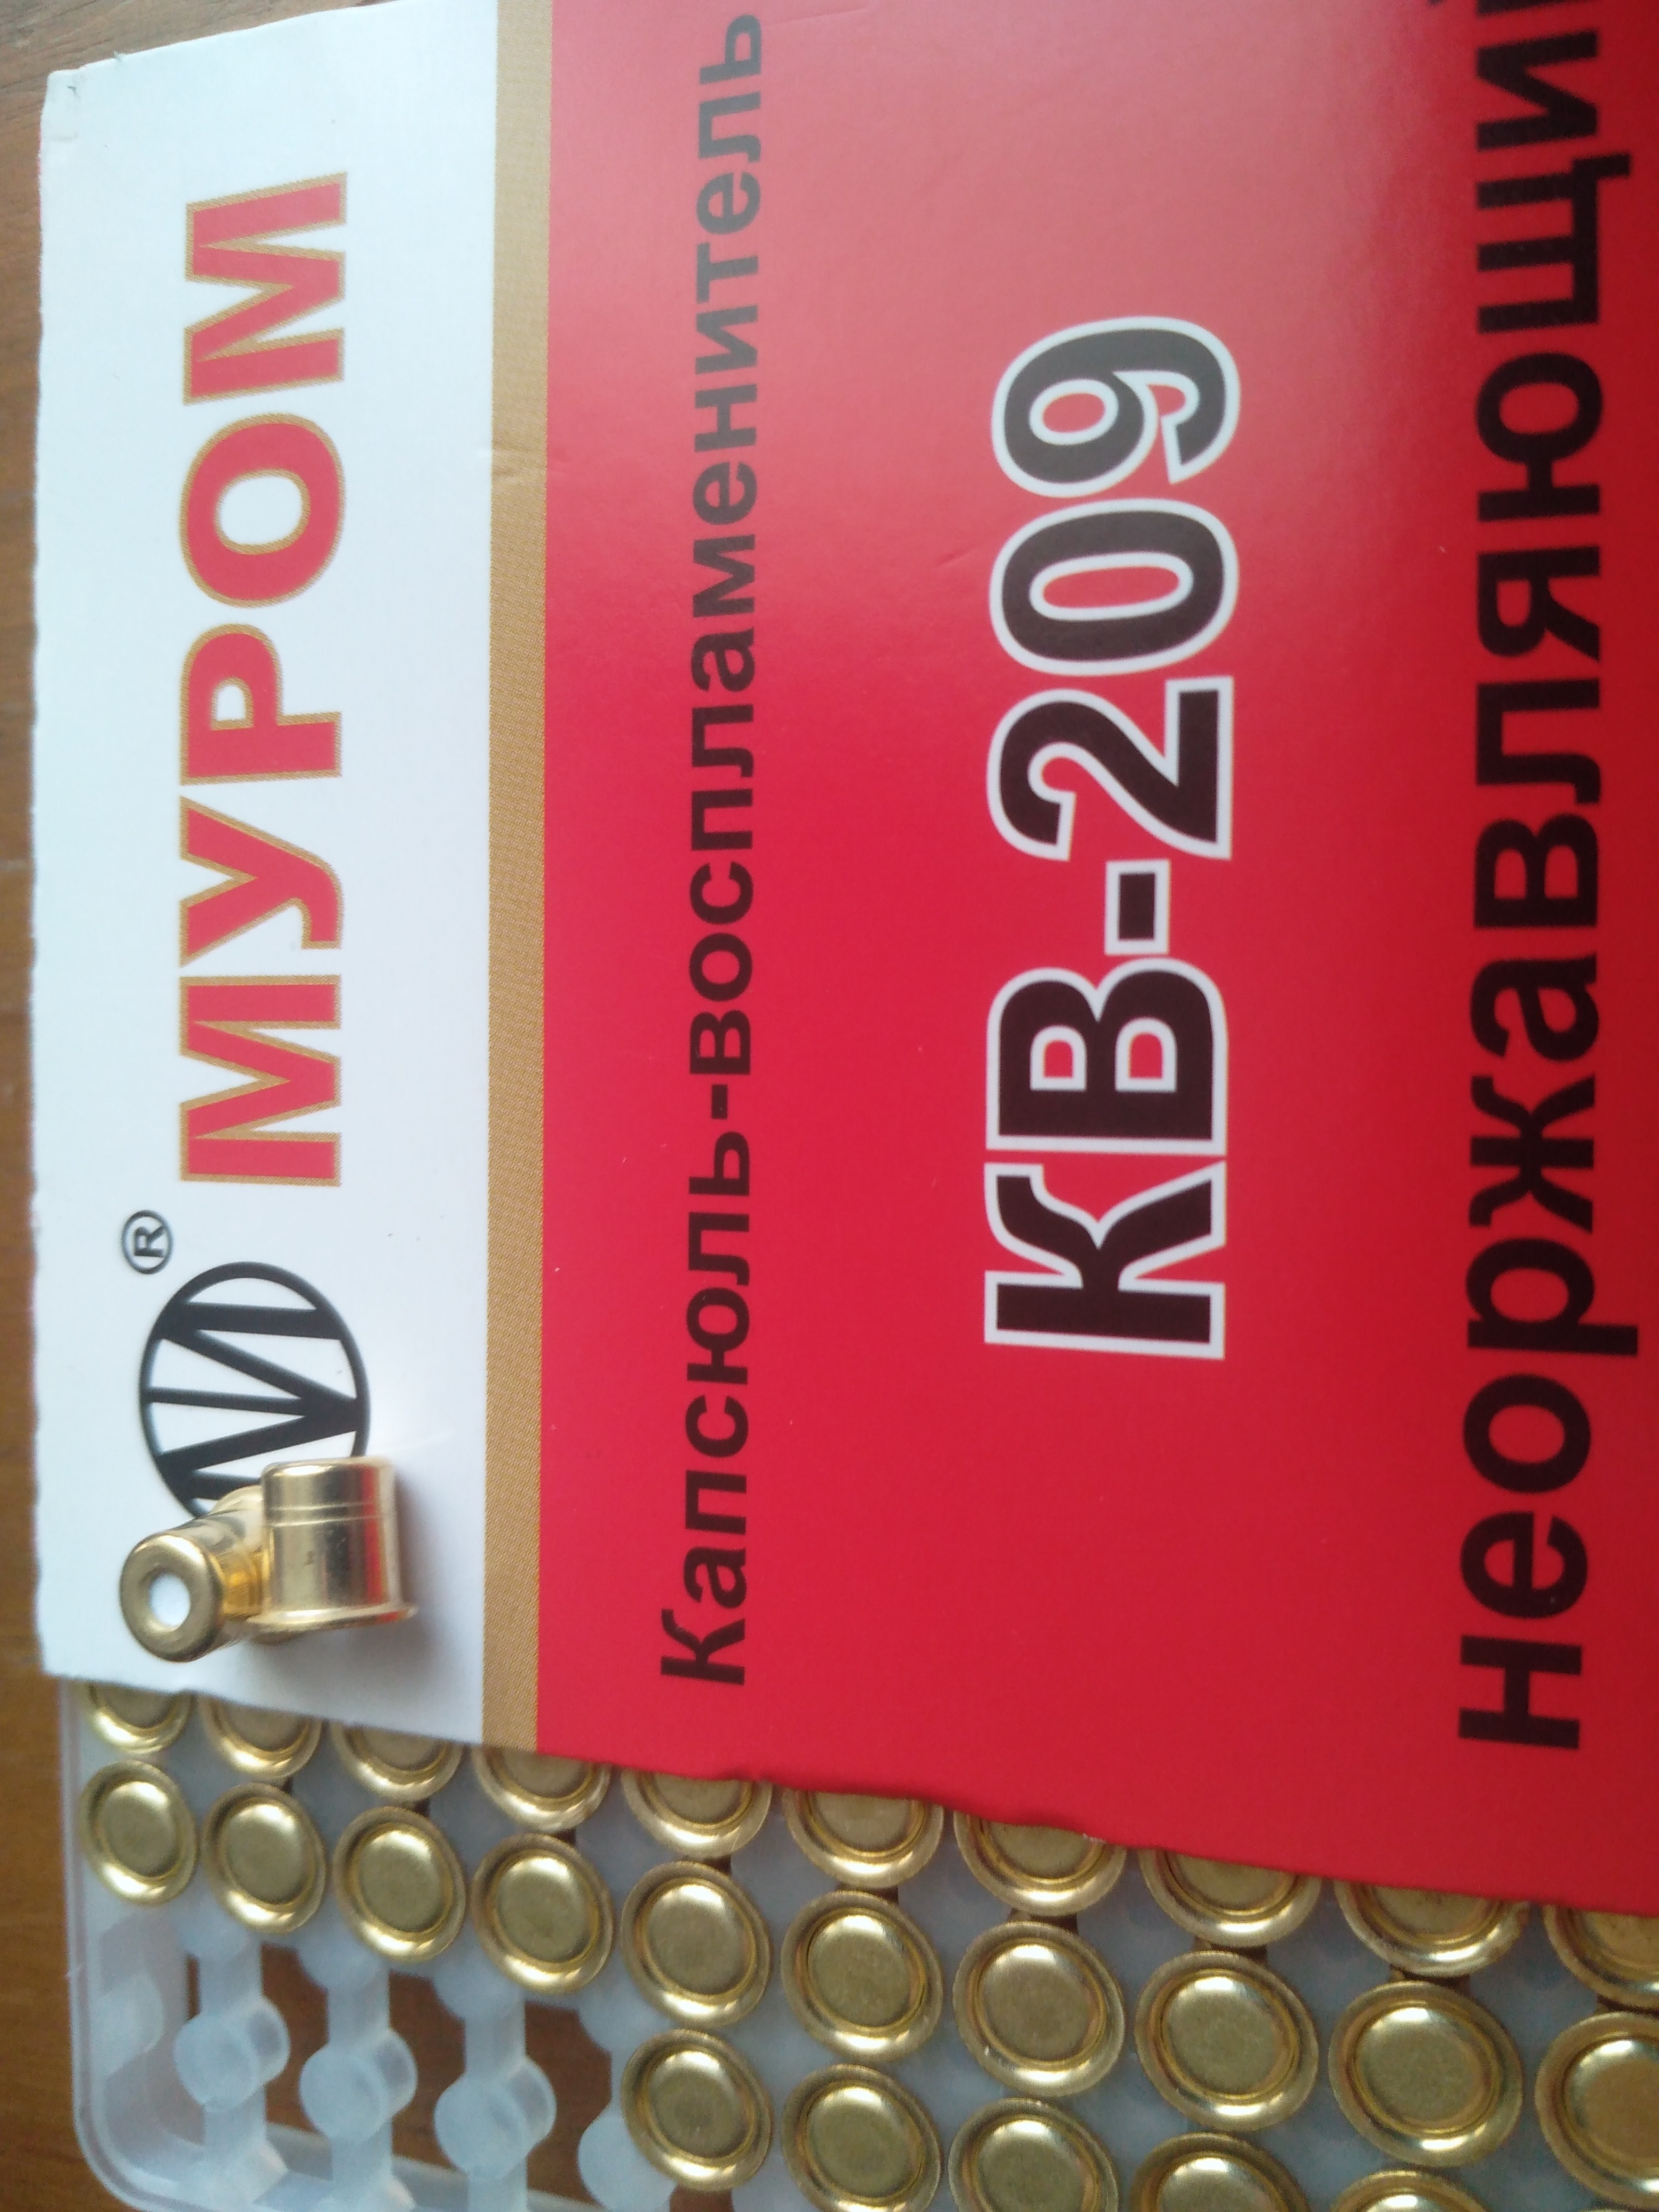 ® МУРОМ
Капсюль-воспламенитель
КВ-209
неоржавляющий